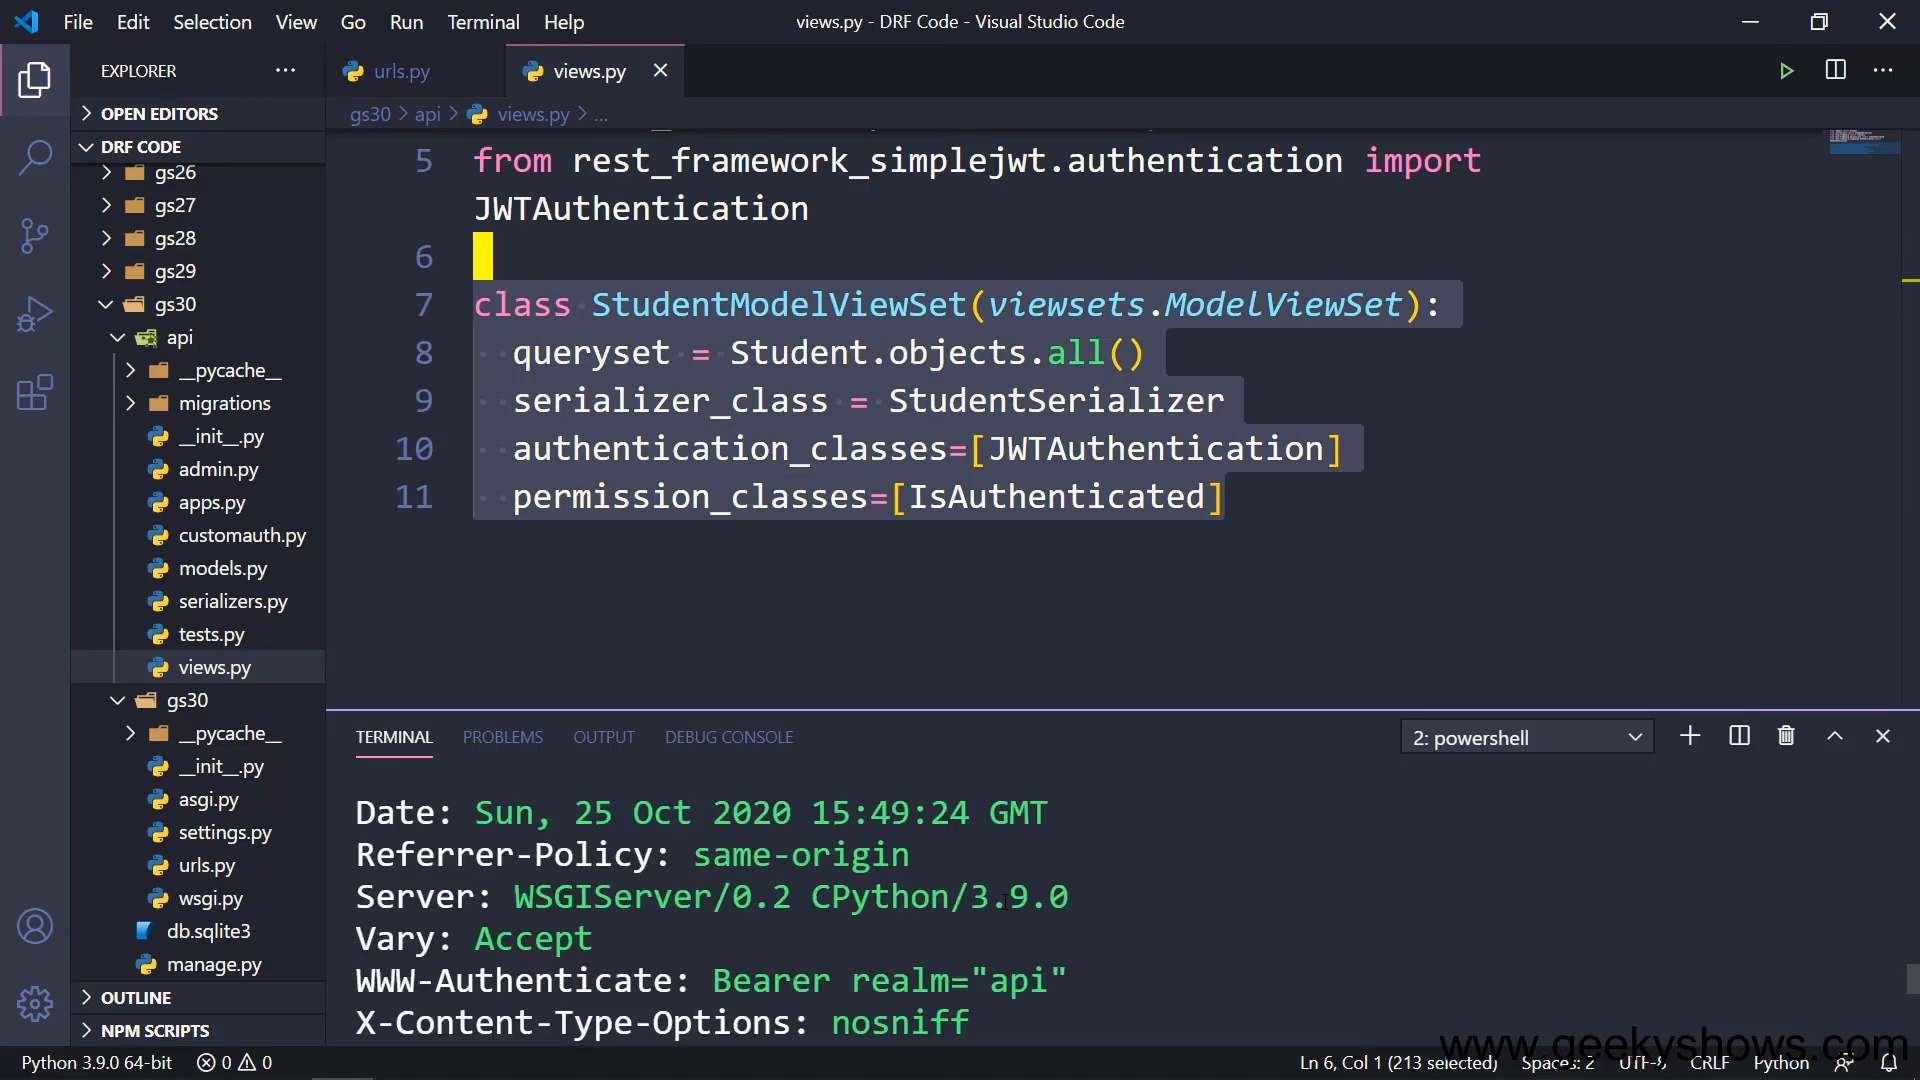 File Edit Selection View Go Run Terminal Help
views.py - DRF Code - Visual Studio Code
EXPLORER
urls.py
views.py
OPEN EDITORS
gs30 > api > views.py > ...
DRF CODE
gs26
gs27
gs28
gs29
gs30
api
__pycache__
migrations
__init__.py
admin.py
apps.py
customauth.py
models.py
serializers.py
tests.py
views.py
gs30
__pycache__
__init__.py
asgi.py
settings.py
urls.py
wsgi.py
db.sqlite3
manage.py
OUTLINE
NPM SCRIPTS
5 from rest_framework_simplejwt.authentication import
JWTAuthentication
6
7 class StudentModelViewSet(viewsets.ModelViewSet):
8 queryset = Student.objects.all()
9 serializer_class = StudentSerializer
10 authentication_classes=[JWTAuthentication]
11 permission_classes=[IsAuthenticated]
TERMINAL PROBLEMS OUTPUT DEBUG CONSOLE
2: powershell
Date: Sun, 25 Oct 2020 15:49:24 GMT
Referrer-Policy: same-origin
Server: WSGIServer/0.2 CPython/3.9.0
Vary: Accept
WWW-Authenticate: Bearer realm="api"
X-Content-Type-Options: nosniff
www.geekyshows.com
Python 3.9.0 64-bit 0 0
Ln 6, Col 1 (213 selected) Spaces: 2 UTF-8 CRLF Python